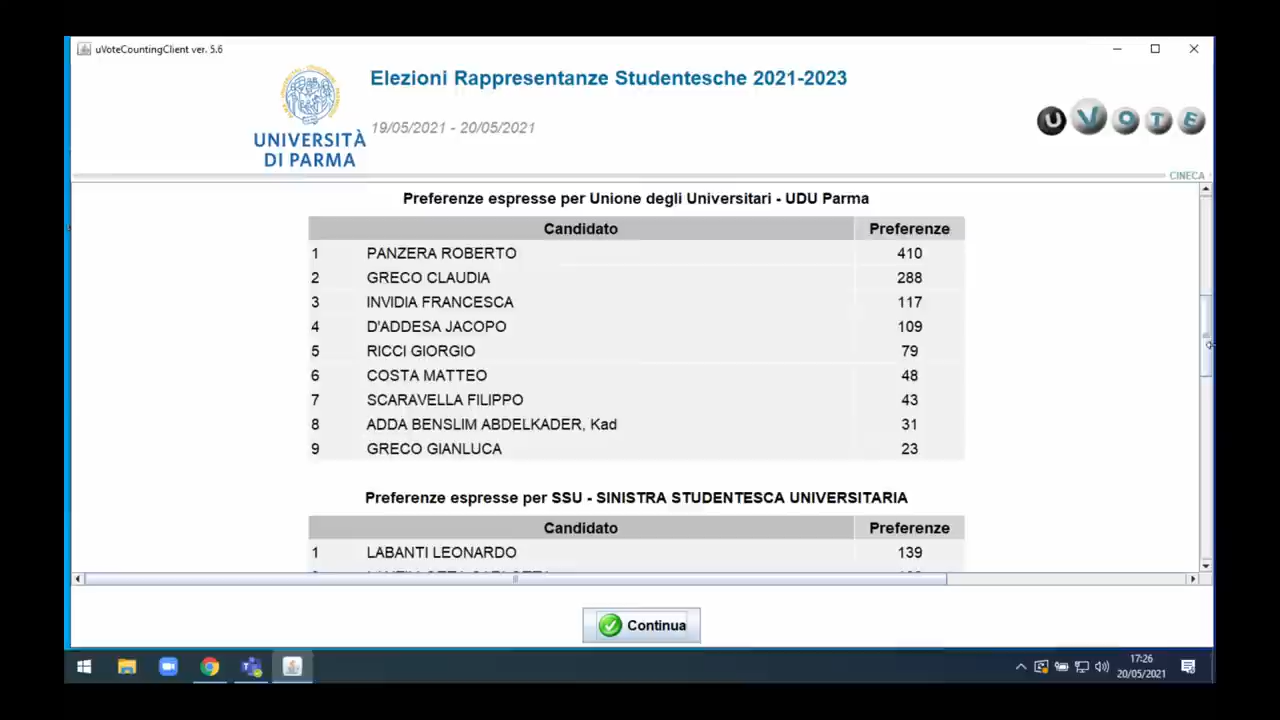 uVoteCountingClient ver. 5.6
Elezioni Rappresentanze Studentesche 2021-2023
19/05/2021 - 20/05/2021
UNIVERSITÀ
DI PARMA
U VOTE
CINECA
Preferenze espresse per Unione degli Universitari - UDU Parma
Candidato Preferenze
1 PANZERA ROBERTO 410
2 GRECO CLAUDIA 288
3 INVIDIA FRANCESCA 117
4 D'ADDESA JACOPO 109
5 RICCI GIORGIO 79
6 COSTA MATTEO 48
7 SCARAVELLA FILIPPO 43
8 ADDA BENSLIM ABDELKADER, Kad 31
9 GRECO GIANLUCA 23
Preferenze espresse per SSU - SINISTRA STUDENTESCA UNIVERSITARIA
Candidato Preferenze
1 LABANTI LEONARDO 139
Continua
17:26
20/05/2021